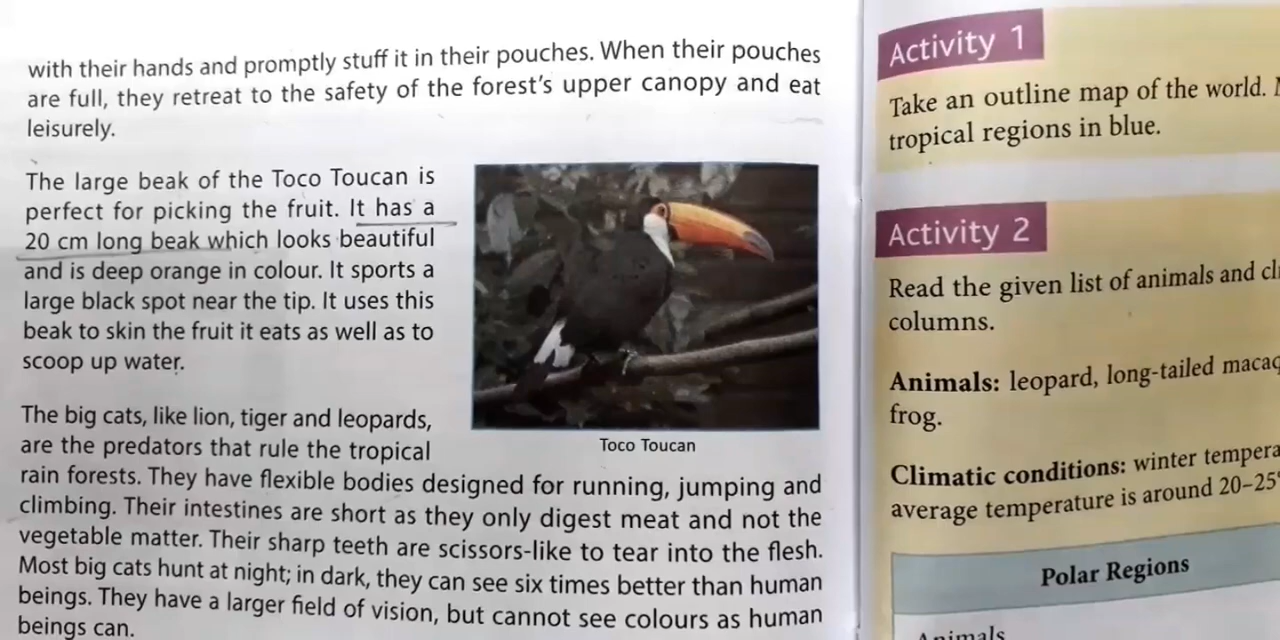 with their hands and promptly stuff it in their pouches. When their pouches
are full, they retreat to the safety of the forest's upper canopy and eat
leisurely.
The large beak of the Toco Toucan is
perfect for picking the fruit. It has a
20 cm long beak which looks beautiful
and is deep orange in colour. It sports a
large black spot near the tip. It uses this
beak to skin the fruit it eats as well as to
scoop up water.
Toco Toucan
The big cats, like lion, tiger and leopards,
are the predators that rule the tropical
rain forests. They have flexible bodies designed for running, jumping and
climbing. Their intestines are short as they only digest meat and not the
vegetable matter. Their sharp teeth are scissors-like to tear into the flesh.
Most big cats hunt at night; in dark, they can see six times better than human
beings. They have a larger field of vision, but cannot see colours as human
beings can.
Activity 1
Take an outline map of the world.
tropical regions in blue.
Activity 2
Read the given list of animals and
columns.
Animals: leopard, long-tailed
frog.
Climatic conditions: winter
average temperature is around 20–25
Polar Regions
Animals